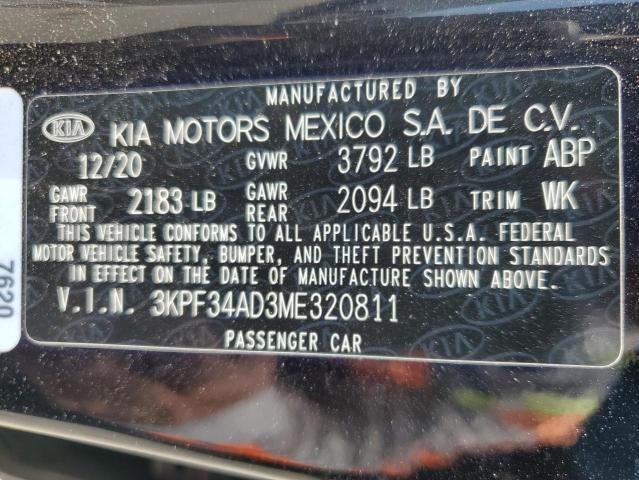 MANUFACTURED BY
KIA KIA MOTORS MEXICO S.A. DE C.V.
12/20 GVWR 3792 LB PAINT ABP
GAWR FRONT 2183 LB GAWR REAR 2094 LB TRIM WK
THIS VEHICLE CONFORMS TO ALL APPLICABLE U.S.A. FEDERAL
MOTOR VEHICLE SAFETY, BUMPER, AND THEFT PREVENTION STANDARDS
IN EFFECT ON THE DATE OF MANUFACTURE SHOWN ABOVE.
V.I.N. 3KPF34AD3ME320811
PASSENGER CAR
7620